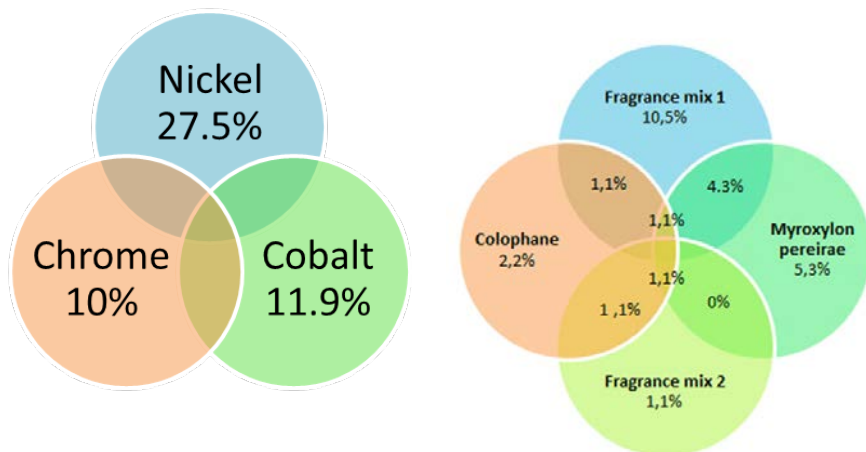 Nickel
27.5%
Chrome
10%
Cobalt
11.9%
Fragrance mix 1
10,5%
1,1%
4.3%
1,1%
Colophane
2,2%
Myroxylon
pereirae
5,3%
1,1%
1 ,1%
0%
Fragrance mix 2
1,1%